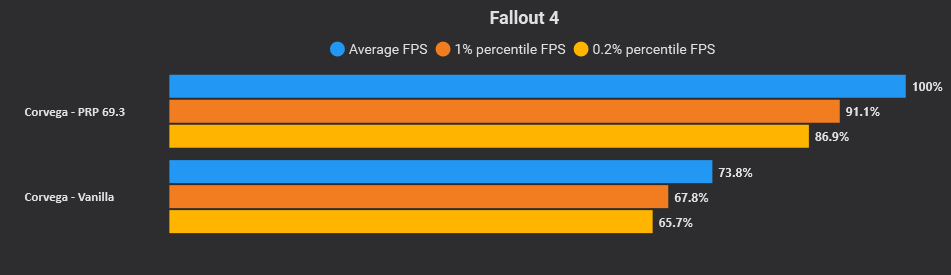 Fallout 4
Average FPS 1% percentile FPS 0.2% percentile FPS
100%
Corvega - PRP 69.3 91.1%
86.9%
73.8%
Corvega - Vanilla 67.8%
65.7%